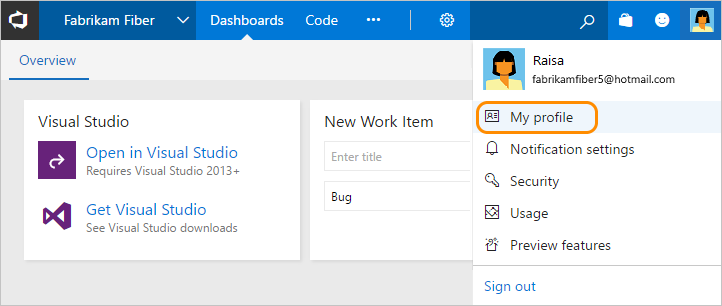 Fabrikam Fiber
Dashboards
Code
Overview
Raisa
fabrikamfiber5@hotmail.com
Visual Studio
Open in Visual Studio
Requires Visual Studio 2013+
Get Visual Studio
See Visual Studio downloads
New Work Item
Enter title
Bug
My profile
Notification settings
Security
Usage
Preview features
Sign out